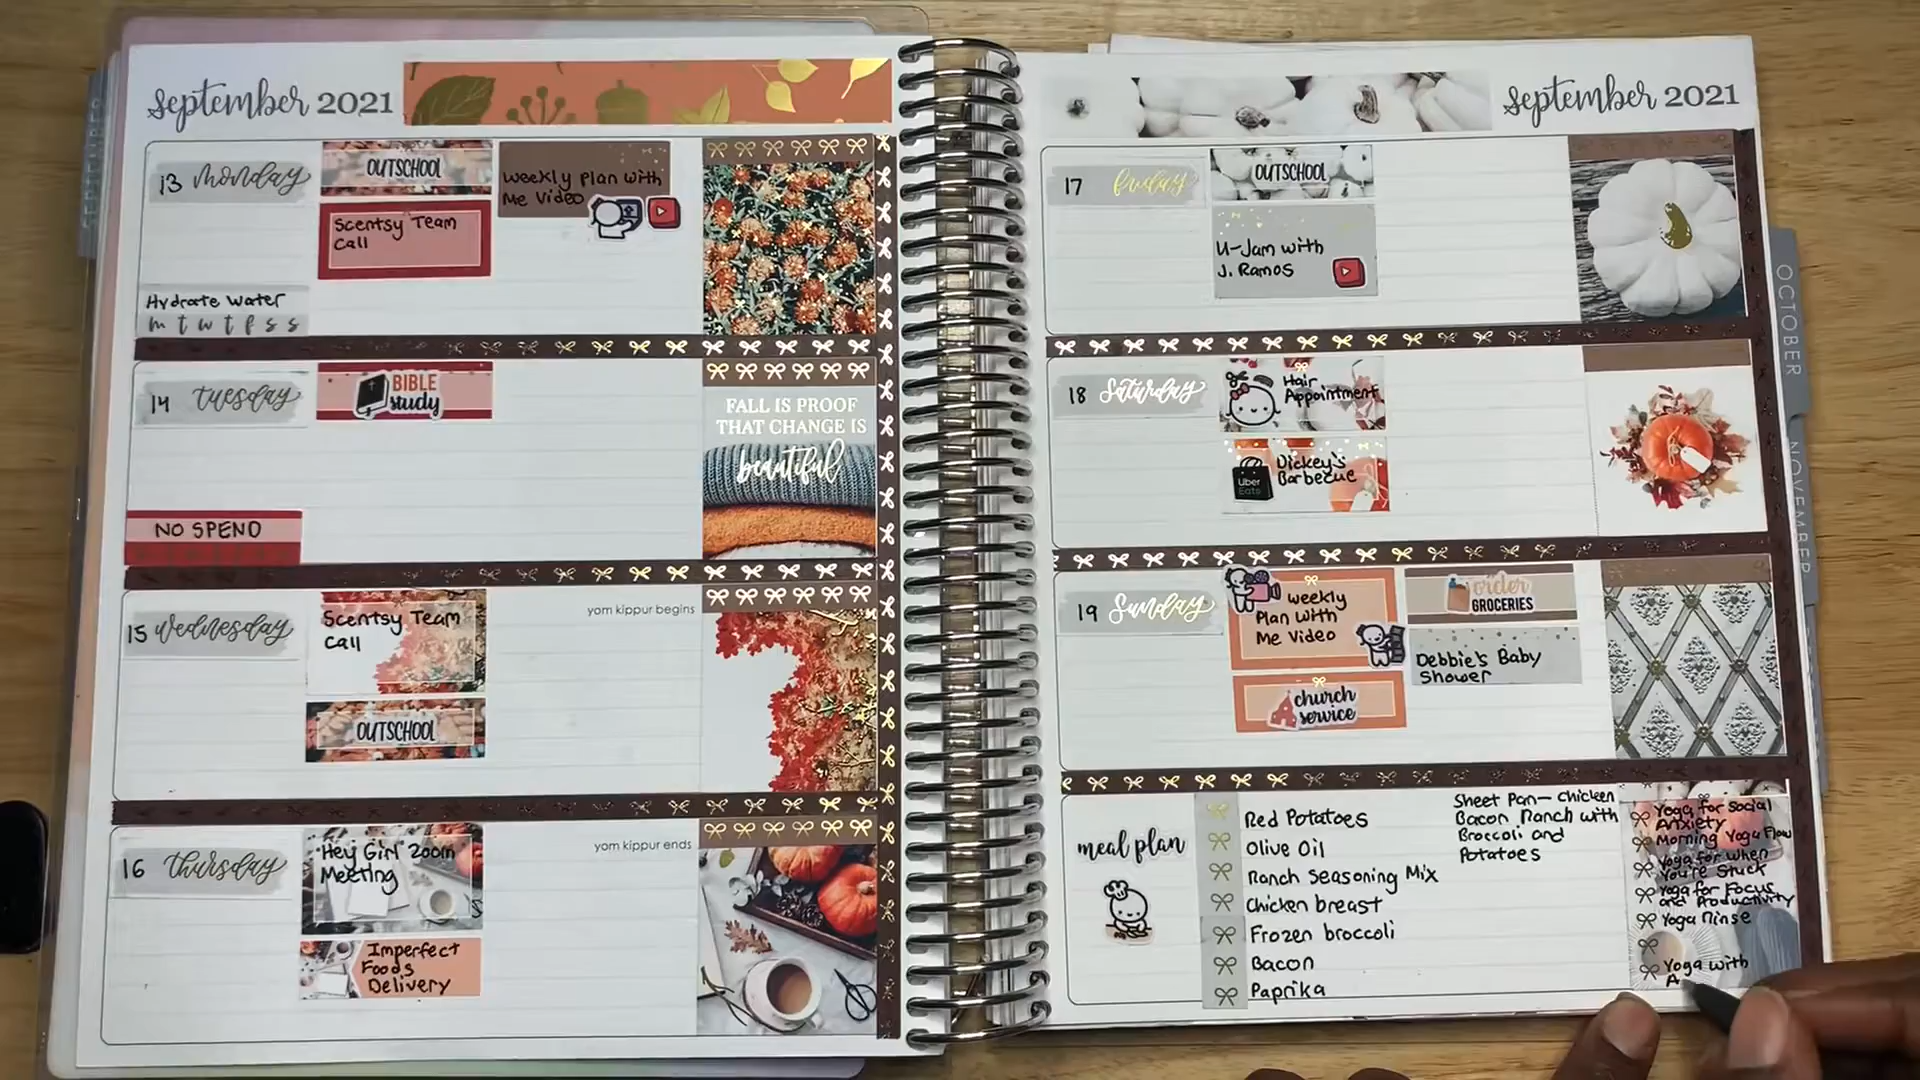 september 2021
13 monday
OUTSCHOOL
Scentsy Team
Call
Weekly Plan with
Me Video
Hydrate Water
m t w t f s s
14 tuesday
BIBLE
study
FALL IS PROOF
THAT CHANGE IS
beautiful
NO SPEND
15 wednesday
Scentsy Team
Call
yom kippur begins
OUTSCHOOL
16 thursday
"Hey Girl" Zoom
Meeting
yom kippur ends
Imperfect
Foods
Delivery
september 2021
17 friday
OUTSCHOOL
U-Jam with
J. Ramos
18 Saturday
Hair
Appointment
Uber
Eats
Dickey's
Barbecue
19 Sunday
weekly
Plan with
Me Video
order
GROCERIES
Debbie's Baby
Shower
church
service
meal plan
Red Potatoes
Olive Oil
Ranch Seasoning Mix
Chicken breast
Frozen broccoli
Bacon
Paprika
Sheet Pan- Chicken
Bacon Ranch with
Broccoli and
Potatoes
Yoga for Social
Anxiety
Morning Yoga Flow
Yoga for when
You're Stuck
Yoga for Focus
and Productivity
Yoga Rinse
Yoga with
A
SEPTEMBER
OCTOBER
NOVEMBER